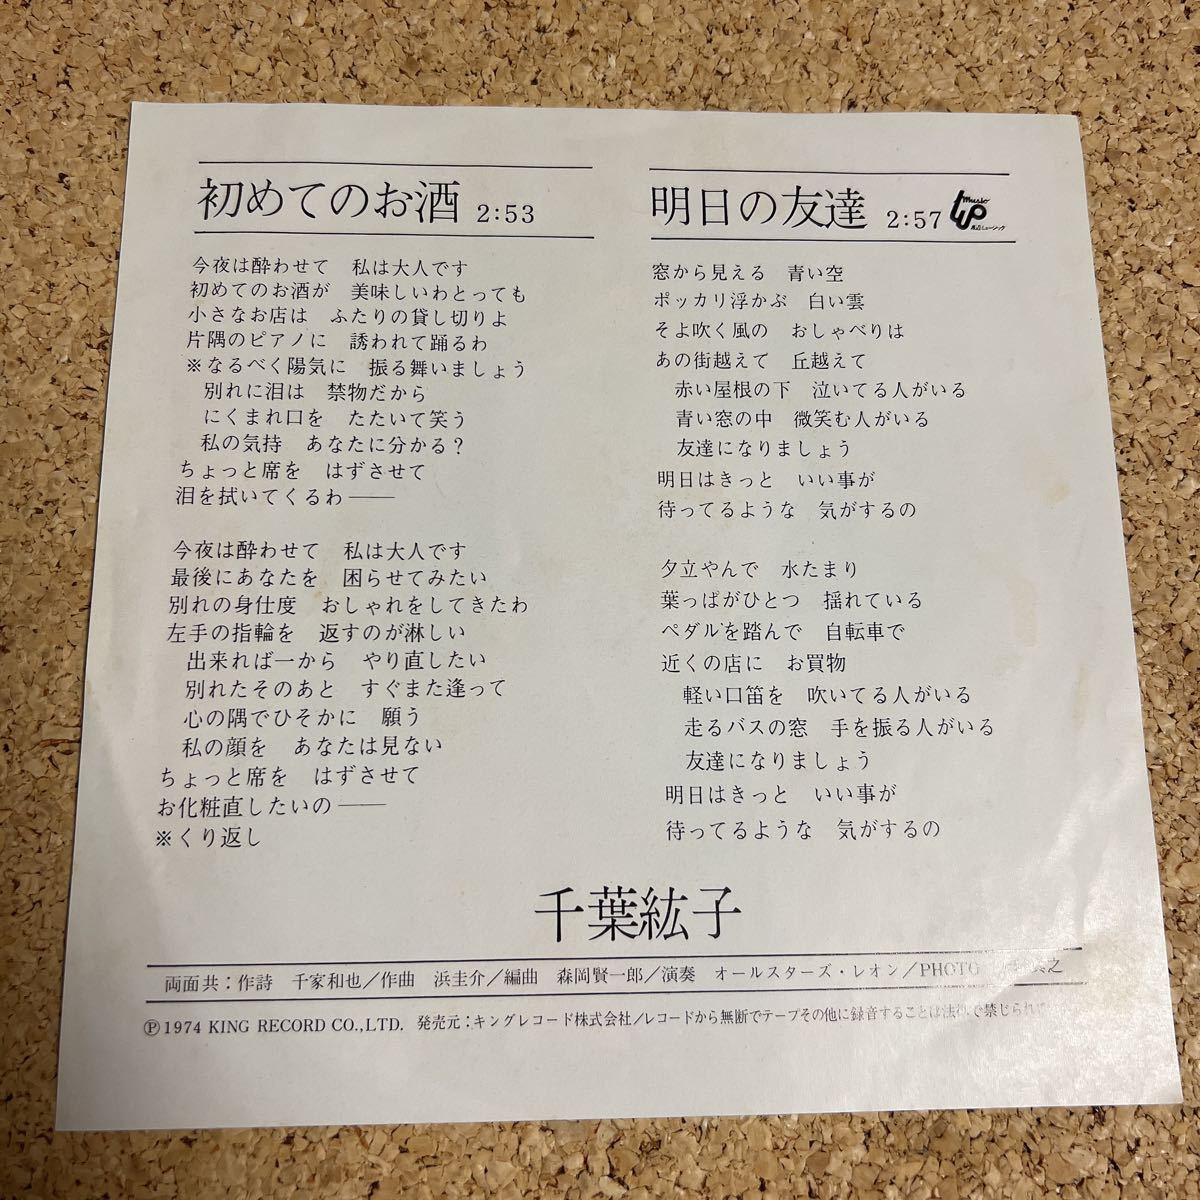 初めてのお酒 2:53
今夜は酔わせて 私は大人です
初めてのお酒が 美味しいわとっても
小さなお店は ふたりの貸し切りよ
片隅のピアノに 誘われて踊るわ
※なるべく陽気に 振る舞いましょう
別れに泪は 禁物だから
にくまれ口を たたいて笑う
私の気持 あなたに分かる?
ちょっと席を はずさせて
泪を拭いてくるわ――
今夜は酔わせて 私は大人です
最後にあなたを 困らせてみたい
別れの身仕度 おしゃれをしてきたわ
左手の指輪を 返すのが淋しい
出来れば一から やり直したい
別れたそのあと すぐまた逢って
心の隅でひそかに 願う
私の顔を あなたは見ない
ちょっと席を はずさせて
お化粧直したいの――
※くり返し
明日の友達 2:57
music
渡辺ミュージック
窓から見える 青い空
ポッカリ浮かぶ 白い雲
そよ吹く風の おしゃべりは
あの街越えて 丘越えて
赤い屋根の下 泣いてる人がいる
青い窓の中 微笑む人がいる
友達になりましょう
明日はきっと いい事が
待ってるような 気がするの
夕立やんで 水たまり
葉っぱがひとつ 揺れている
ペダルを踏んで 自転車で
近くの店に お買物
軽い口笛を 吹いてる人がいる
走るバスの窓 手を振る人がいる
友達になりましょう
明日はきっと いい事が
待ってるような 気がするの
千葉紘子
両面共:作詩 千家和也/作曲 浜圭介/編曲 森岡賢一郎/演奏 オールスターズ・レオン/PHOTO 之
Ⓟ1974 KING RECORD CO.,LTD. 発売元:キングレコード株式会社/レコードから無断でテープその他に録音することは法律で禁じられ